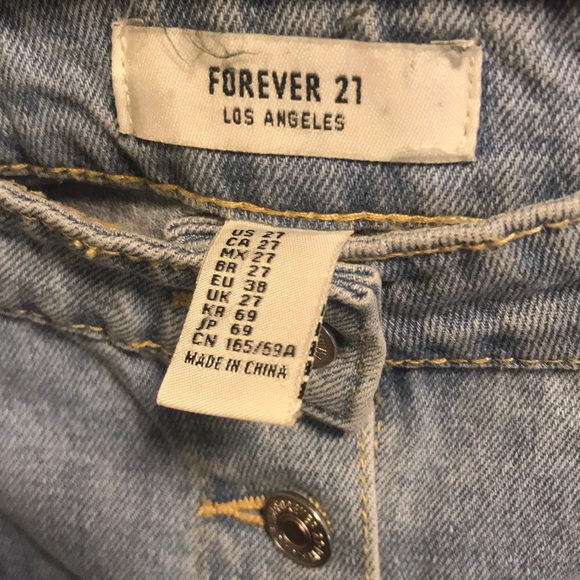 FOREVER 21
LOS ANGELES
US 27
CA 27
MX 27
BR 27
EU 38
UK 27
KR 69
JP 69
CN 165/69A
MADE IN CHINA